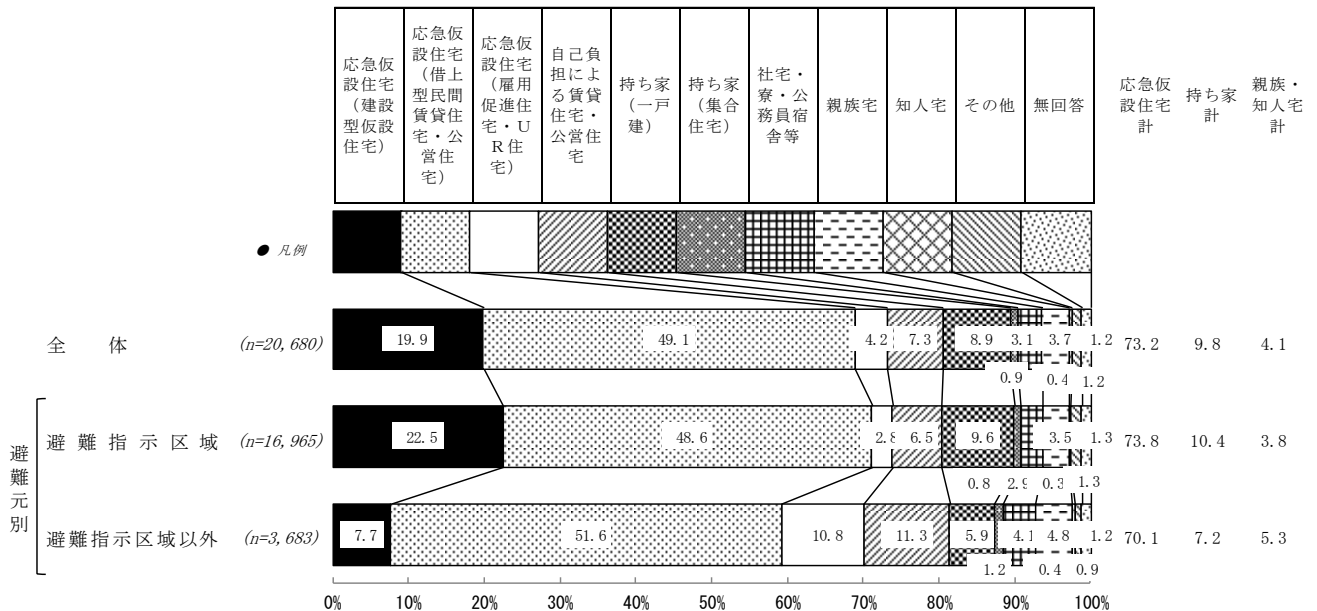 応急仮
設住宅
（建設
型仮設
住宅）
応急仮
設住宅
（借上
型民間
賃貸住
宅・公
営住
宅）
応急仮
設住宅
（雇用
促進住
宅・U
R住
宅）
自己負
担によ
る賃貸
住宅・
公営住
宅
持ち家
（一戸
建）
持ち家
（集合
住宅）
社宅・
寮・公
務員宿
舎等
親族宅
知人宅
その他
無回答
応急仮
設住宅
計
持ち家
計
親族・
知人宅
計
● 凡例
全 体 (n=20,680) 19.9 49.1 4.2 7.3 8.9 3.1 3.7 1.2 73.2 9.8 4.1
0.9 0.4 1.2
避難元別
避難指示区域 (n=16,965) 22.5 48.6 2.8 6.5 9.6 3.5 1.3 73.8 10.4 3.8
0.8 2.9 0.3 1.3
避難指示区域以外 (n=3,683) 7.7 51.6 10.8 11.3 5.9 4.1 4.8 1.2 70.1 7.2 5.3
1.2 0.4 0.9
0% 10% 20% 30% 40% 50% 60% 70% 80% 90% 100%